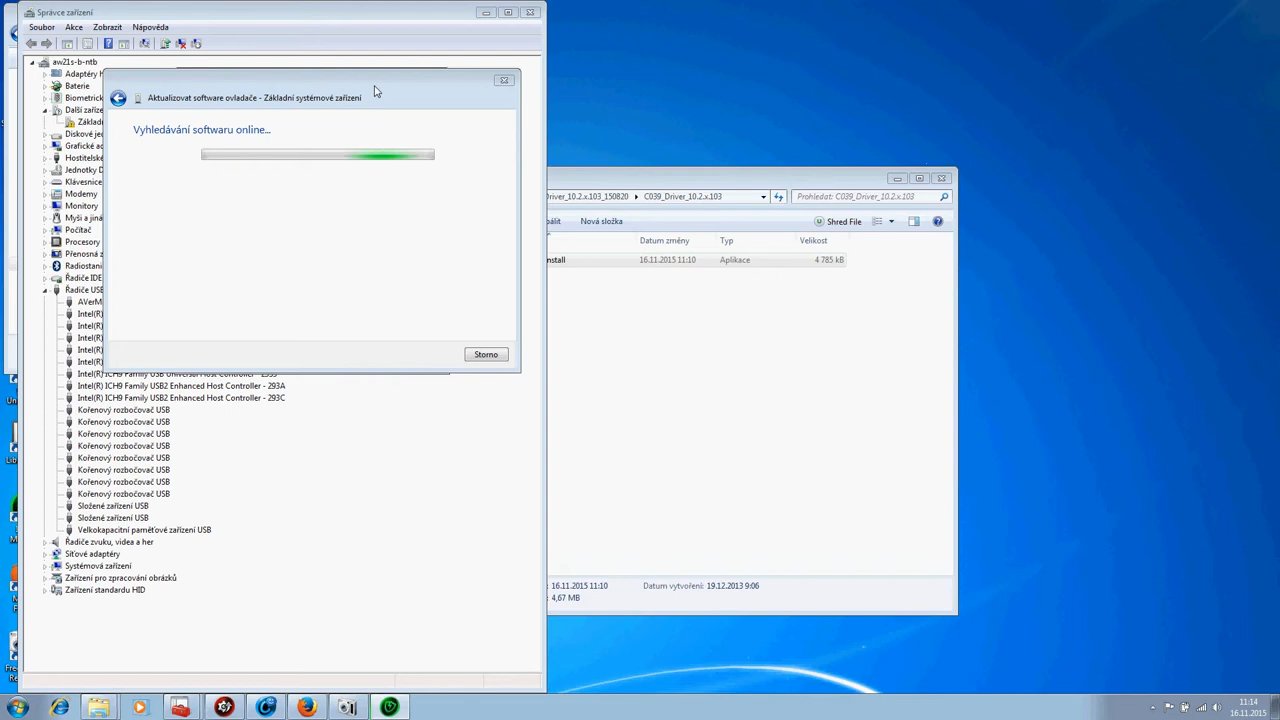 Správce zařízení
Soubor Akce Zobrazit Nápověda
aw21s-b-ntb
Adaptéry
Baterie
Biometrick
Další zaříze
Základ
Diskové jed
Grafické ad
Hostitelské
Jednotky D
Klávesnice
Modemy
Monitory
Myši a jiná
Počítač
Procesory
Přenosná z
Radiostani
Řadiče IDE
Řadiče USB
AVerM
Intel(R)
Intel(R)
Intel(R)
Intel(R)
Intel(R)
Intel(R) ICH9 Family USB2 Enhanced Host Controller - 293A
Intel(R) ICH9 Family USB2 Enhanced Host Controller - 293C
Kořenový rozbočovač USB
Kořenový rozbočovač USB
Kořenový rozbočovač USB
Kořenový rozbočovač USB
Kořenový rozbočovač USB
Kořenový rozbočovač USB
Kořenový rozbočovač USB
Kořenový rozbočovač USB
Složené zařízení USB
Složené zařízení USB
Velkokapacitní paměťové zařízení USB
Řadiče zvuku, videa a her
Síťové adaptéry
Systémová zařízení
Zařízení pro zpracování obrázků
Zařízení standardu HID
Aktualizovat software ovladače - Základní systémové zařízení
Vyhledávání softwaru online...
Storno
Driver_10.2.x.103_150820 C039_Driver_10.2.x.103 Prohledat: C039_Driver_10.2.x.103
pálit Nová složka Shred File
Datum změny Typ Velikost
nstall 16.11.2015 11:10 Aplikace 4 785 kB
16.11.2015 11:10 Datum vytvoření: 19.12.2013 9:06
4,67 MB
11:14
16.11.2015